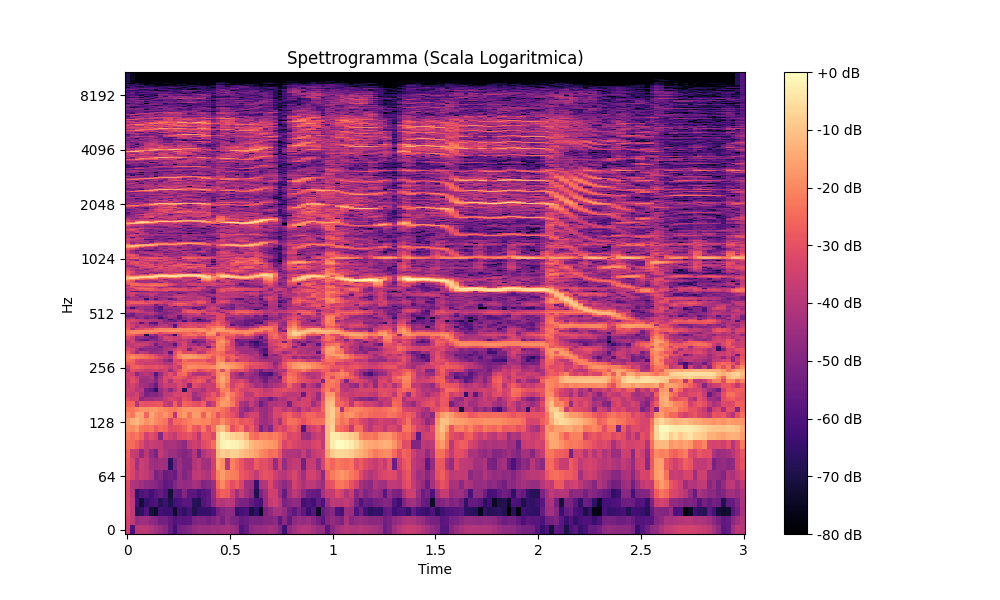 Spettrogramma (Scala Logaritmica)
8192
4096
2048
1024
512
256
128
64
0
Hz
0
0.5
1
1.5
2
2.5
3
Time
+0 dB
-10 dB
-20 dB
-30 dB
-40 dB
-50 dB
-60 dB
-70 dB
-80 dB